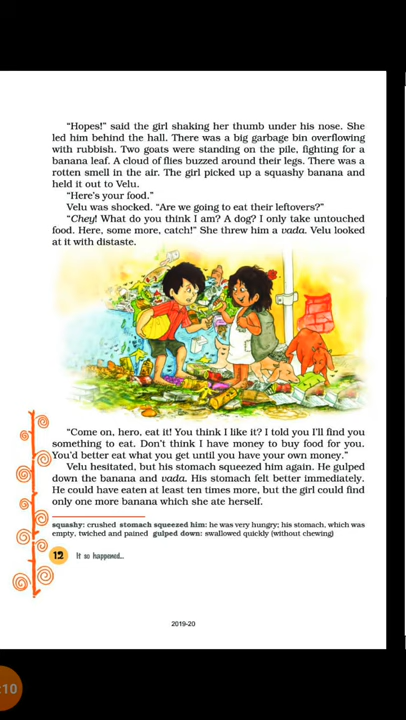 “Hopes!” said the girl shaking her thumb under his nose. She
led him behind the hall. There was a big garbage bin overflowing
with rubbish. Two goats were standing on the pile, fighting for a
banana leaf. A cloud of flies buzzed around their legs. There was a
rotten smell in the air. The girl picked up a squashy banana and
held it out to Velu.
“Here’s your food.”
Velu was shocked. “Are we going to eat their leftovers?”
“Chey! What do you think I am? A dog? I only take untouched
food. Here, some more, catch!” She threw him a vada. Velu looked
at it with distaste.
“Come on, hero, eat it! You think I like it? I told you I’ll find you
something to eat. Don’t think I have money to buy food for you.
You’d better eat what you get until you have your own money.”
Velu hesitated, but his stomach squeezed him again. He gulped
down the banana and vada. His stomach felt better immediately.
He could have eaten at least ten times more, but the girl could find
only one more banana which she ate herself.
squashy: crushed stomach squeezed him: he was very hungry; his stomach, which was
empty, twiched and pained gulped down: swallowed quickly (without chewing)
12 It so happened...
2019-20
:10